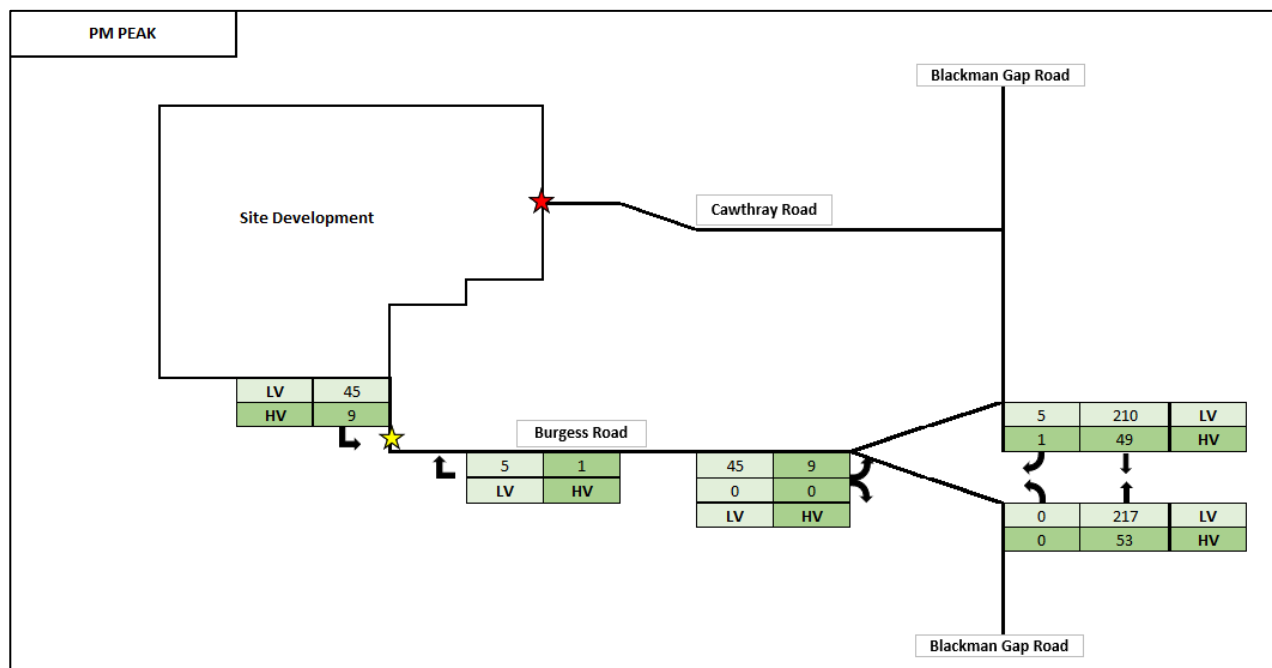 PM PEAK
Blackman Gap Road
Site Development
Cawthray Road
LV 45
HV 9
Burgess Road
5 1
LV HV
45 9
0 0
LV HV
5 210 LV
1 49 HV
0 217 LV
0 53 HV
Blackman Gap Road